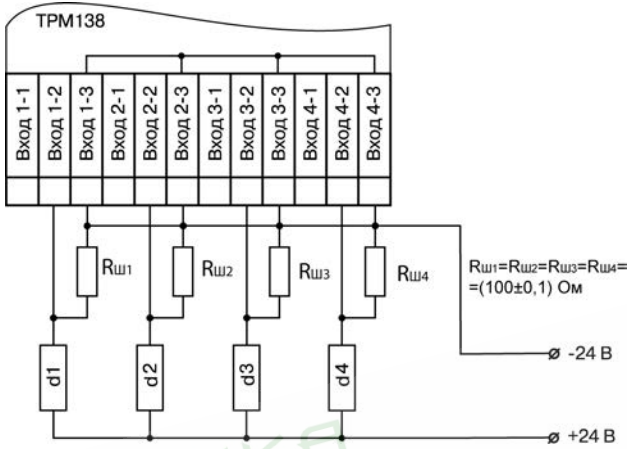 ТРМ138
Вход 1-1
Вход 1-2
Вход 1-3
Вход 2-1
Вход 2-2
Вход 2-3
Вход 3-1
Вход 3-2
Вход 3-3
Вход 4-1
Вход 4-2
Вход 4-3
Rш1
Rш2
Rш3
Rш4
Rш1=Rш2=Rш3=Rш4=
=(100±0,1) Ом
d1
d2
d3
d4
-24 В
+24 В